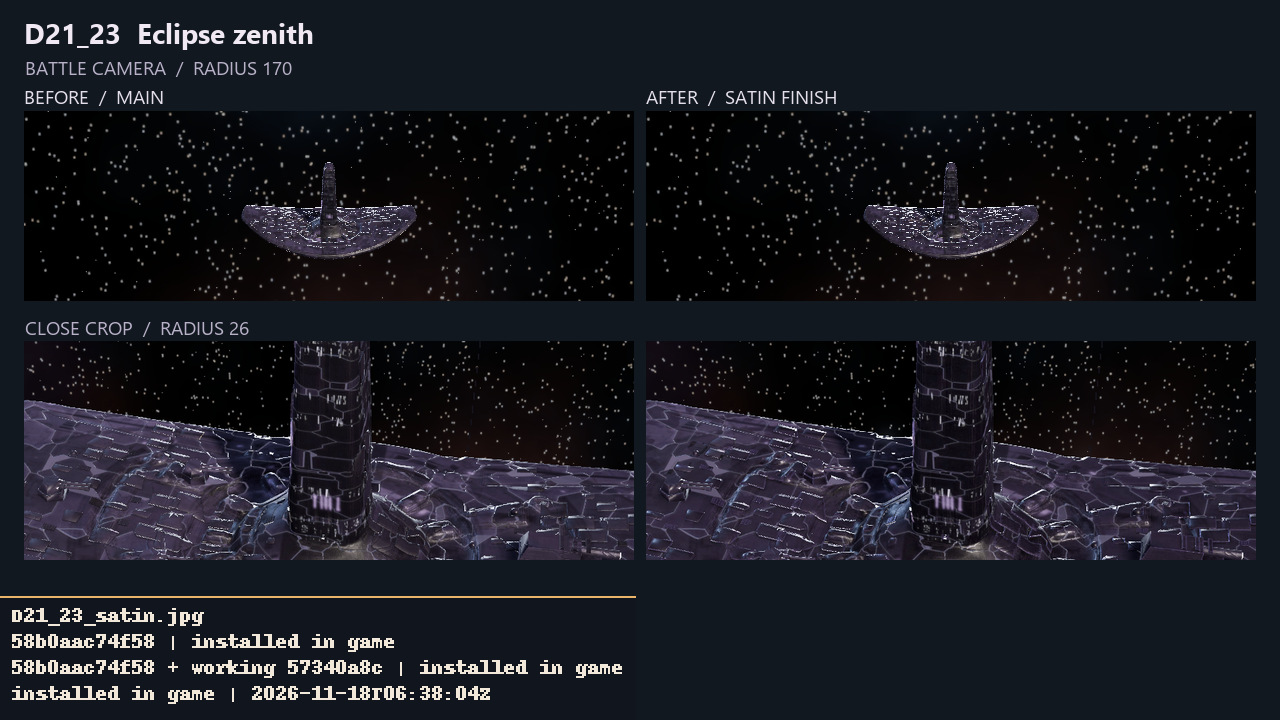 D21_23 Eclipse zenith
BATTLE CAMERA / RADIUS 170
BEFORE / MAIN
AFTER / SATIN FINISH
CLOSE CROP / RADIUS 26
D21_23_satin.jpg
58b0aac74f58 | installed in game
58b0aac74f58 + working 57340a8c | installed in game
installed in game | 2026-11-18T06:38:04Z